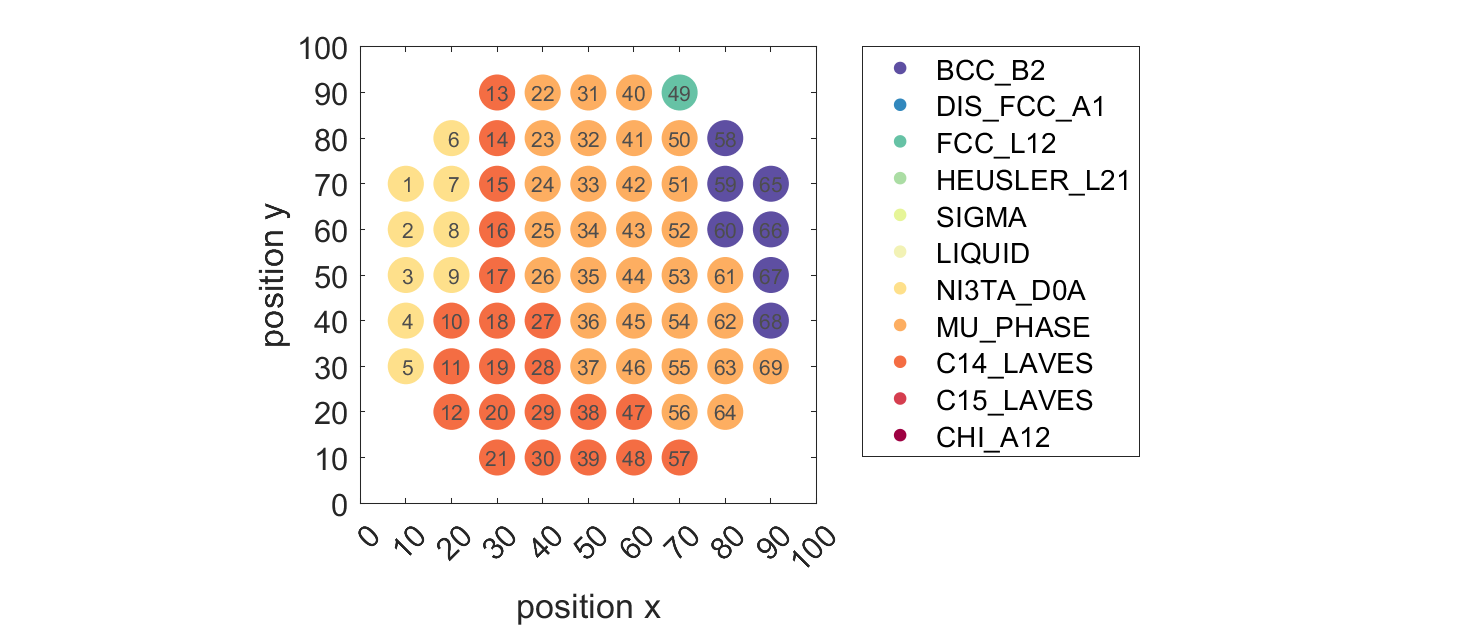 100
90
80
70
60
50
40
30
20
10
0
position y
13 22 31 40 49
6 14 23 32 41 50 58
1 7 15 24 33 42 51 59 65
2 8 16 25 34 43 52 60 66
3 9 17 26 35 44 53 61 67
4 10 18 27 36 45 54 62 68
5 11 19 28 37 46 55 63 69
12 20 29 38 47 56 64
21 30 39 48 57
0 10 20 30 40 50 60 70 80 90 100
position x
BCC_B2
DIS_FCC_A1
FCC_L12
HEUSLER_L21
SIGMA
LIQUID
NI3TA_D0A
MU_PHASE
C14_LAVES
C15_LAVES
CHI_A12